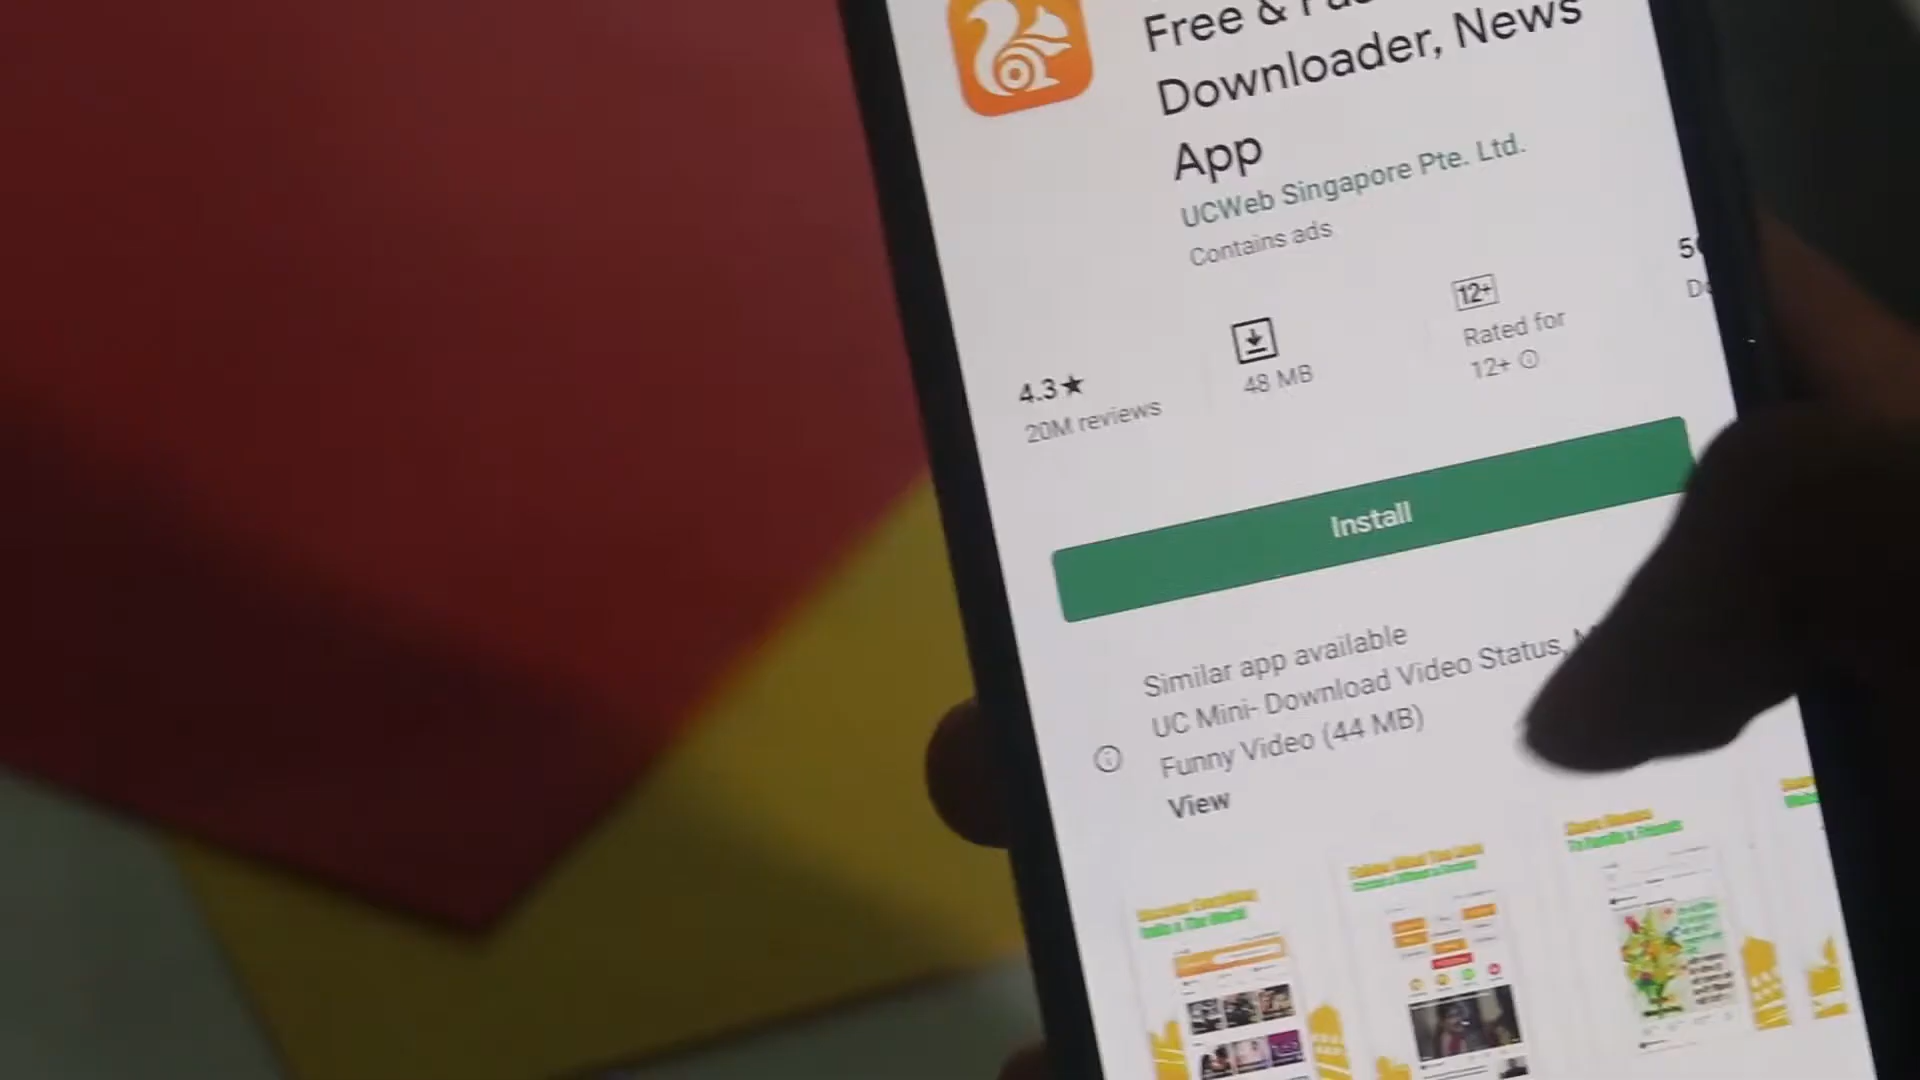 Free &
Downloader, News
App
UCWeb Singapore Pte. Ltd.
Contains ads
4.3★
20M reviews
48 MB
12+
Rated for
12+
Install
Similar app available
UC Mini- Download Video Status,
Funny Video (44 MB)
View